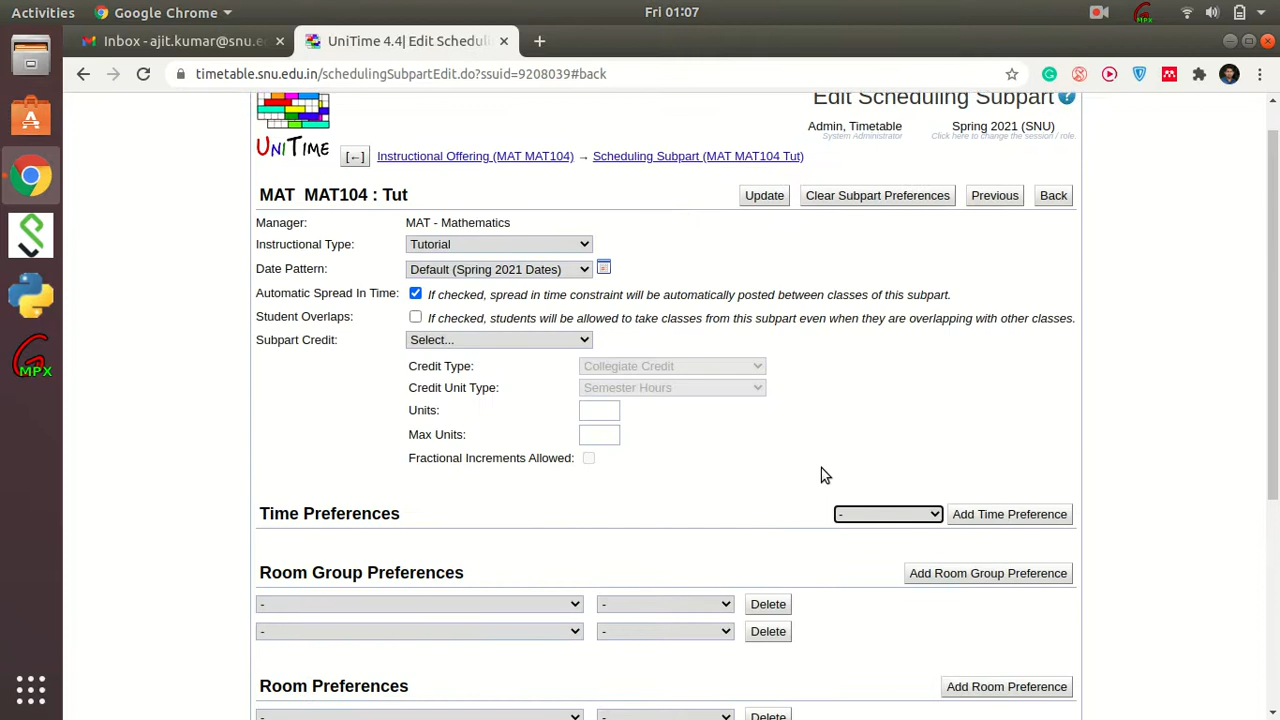 Activities Google Chrome Fri 01:07
Inbox - ajit.kumar@snu.e
UniTime 4.4| Edit Scheduli
timetable.snu.edu.in/schedulingSubpartEdit.do?ssuid=9208039#back
UniTime
Edit Scheduling Subpart
Admin, Timetable Spring 2021 (SNU)
System Administrator Click here to change the session / role.
[←] Instructional Offering (MAT MAT104) → Scheduling Subpart (MAT MAT104 Tut)
MAT MAT104 : Tut Update Clear Subpart Preferences Previous Back
Manager: MAT - Mathematics
Instructional Type: Tutorial
Date Pattern: Default (Spring 2021 Dates)
Automatic Spread In Time: If checked, spread in time constraint will be automatically posted between classes of this subpart.
Student Overlaps: If checked, students will be allowed to take classes from this subpart even when they are overlapping with other classes.
Subpart Credit: Select...
Credit Type: Collegiate Credit
Credit Unit Type: Semester Hours
Units:
Max Units:
Fractional Increments Allowed:
Time Preferences - Add Time Preference
Room Group Preferences Add Room Group Preference
- - Delete
- - Delete
Room Preferences Add Room Preference
- - Delete
MPX